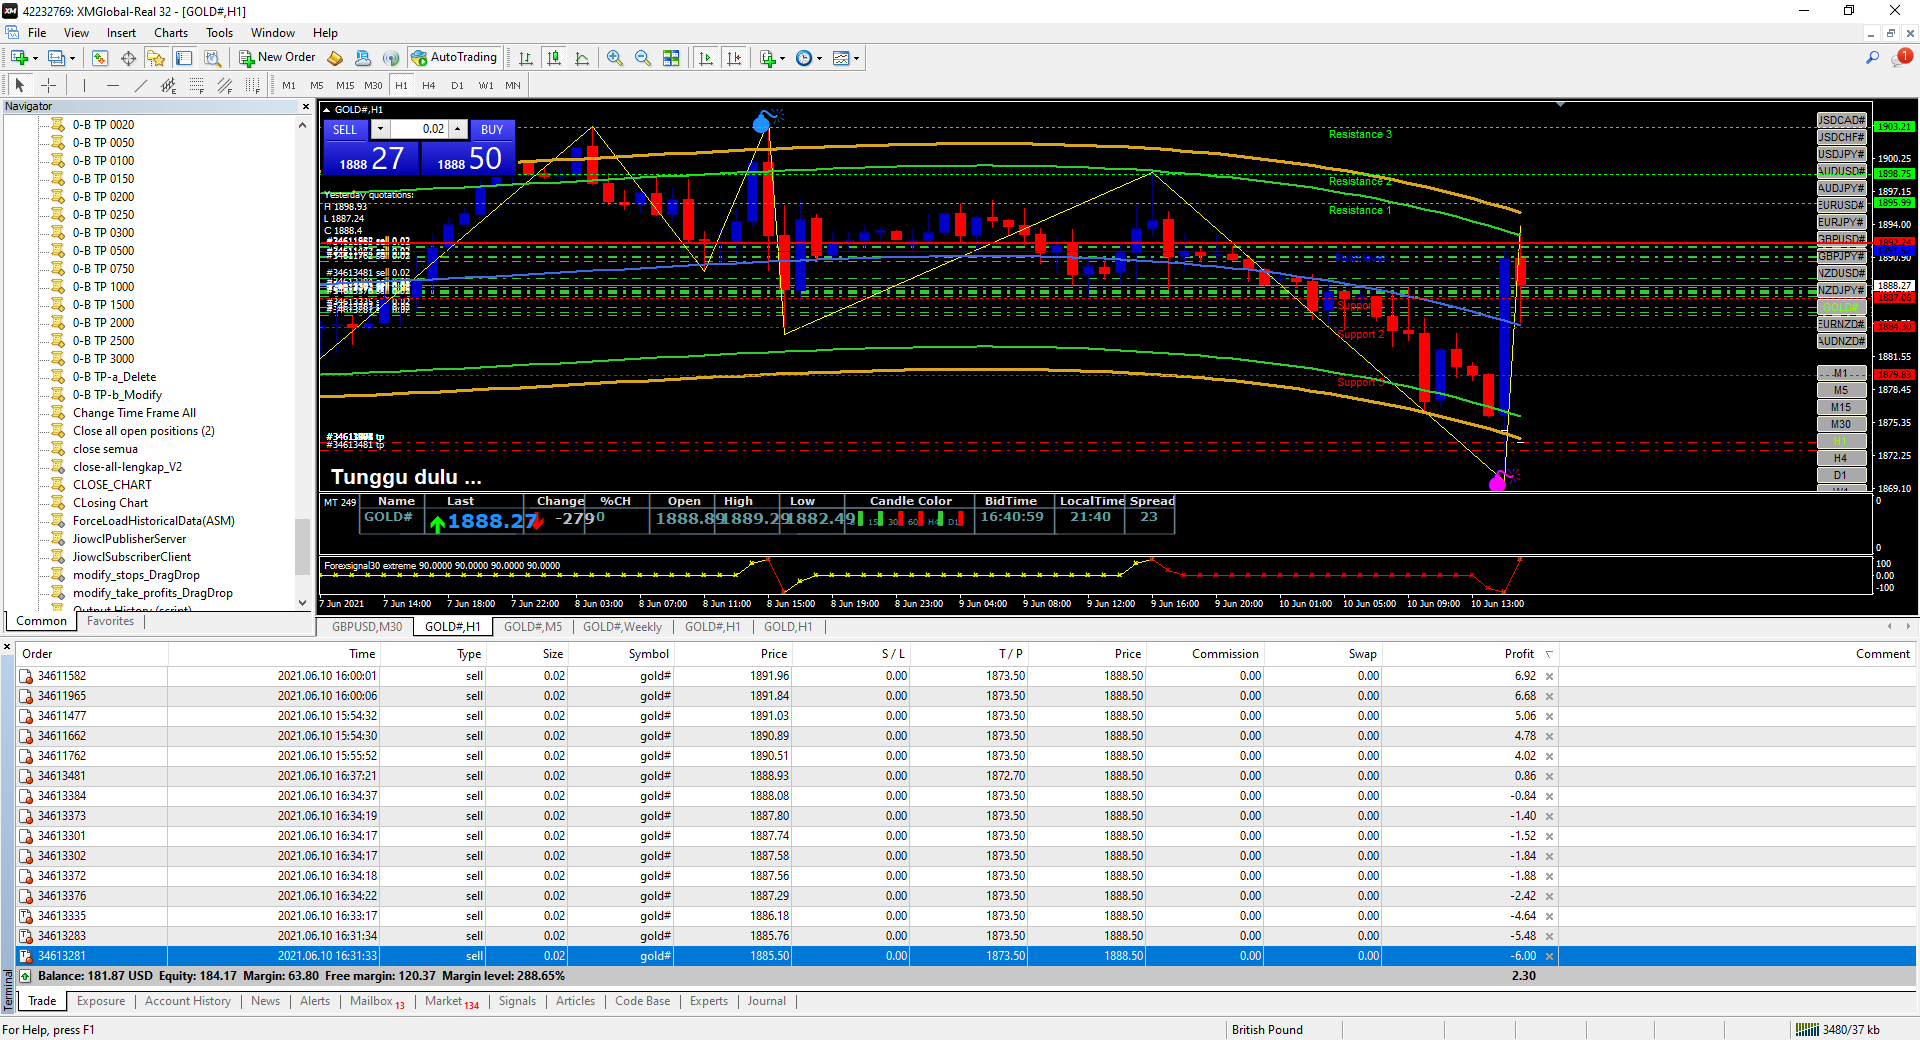 42232769: XMGlobal-Real 32 - [GOLD#,H1]
File View Insert Charts Tools Window Help
New Order AutoTrading 1
M1 M5 M15 M30 H1 H4 D1 W1 MN
Navigator
0-B TP 0020
0-B TP 0050
0-B TP 0100
0-B TP 0150
0-B TP 0200
0-B TP 0250
0-B TP 0300
0-B TP 0500
0-B TP 0750
0-B TP 1000
0-B TP 1500
0-B TP 2000
0-B TP 2500
0-B TP 3000
0-B TP-a_Delete
0-B TP-b_Modify
Change Time Frame All
Close all open positions (2)
close semua
close-all-lengkap_V2
CLOSE_CHART
CLosing Chart
ForceLoadHistoricalData(ASM)
JiowclPublisherServer
JiowclSubscriberClient
modify_stops_DragDrop
modify_take_profits_DragDrop
Output History (script)
Common Favorites
GOLD#,H1
SELL 0.02 BUY
1888 27 1888 50
Yesterday quotations:
H 1898.93
L 1887.24
C 1888.4
#34613481 sell 0.02
#34613481 tp
Tunggu dulu ...
Resistance 3
Resistance 2
Resistance 1
Support 2
Support 3
USDCAD#
USDCHF#
USDJPY#
AUDUSD#
AUDJPY#
EURUSD#
EURJPY#
GBPUSD#
GBPJPY#
NZDUSD#
NZDJPY#
GOLD#
EURNZD#
AUDNZD#
M1
M5
M15
M30
H1
H4
D1
1903.21
1900.25
1898.75
1897.15
1895.99
1894.00
1892.24
1890.90
1888.27
1887.06
1884.30
1881.55
1879.83
1878.45
1875.35
1872.25
1869.10
MT 249 Name Last Change %CH Open High Low Candle Color BidTime LocalTime Spread
GOLD# 1888.27 -279 0 1888.89 1889.29 1882.49 15 30 60 H4 D1 16:40:59 21:40 23
0
0
Forexsignal30 extreme 90.0000 90.0000 90.0000 90.0000
100
0.00
-100
7 Jun 2021 7 Jun 14:00 7 Jun 18:00 7 Jun 22:00 8 Jun 03:00 8 Jun 07:00 8 Jun 11:00 8 Jun 15:00 8 Jun 19:00 8 Jun 23:00 9 Jun 04:00 9 Jun 08:00 9 Jun 12:00 9 Jun 16:00 9 Jun 20:00 10 Jun 01:00 10 Jun 05:00 10 Jun 09:00 10 Jun 13:00
GBPUSD,M30 GOLD#,H1 GOLD#,M5 GOLD#,Weekly GOLD#,H1 GOLD,H1
Order Time Type Size Symbol Price S / L T / P Price Commission Swap Profit Comment
34611582 2021.06.10 16:00:01 sell 0.02 gold# 1891.96 0.00 1873.50 1888.50 0.00 0.00 6.92
34611965 2021.06.10 16:00:06 sell 0.02 gold# 1891.84 0.00 1873.50 1888.50 0.00 0.00 6.68
34611477 2021.06.10 15:54:32 sell 0.02 gold# 1891.03 0.00 1873.50 1888.50 0.00 0.00 5.06
34611662 2021.06.10 15:54:30 sell 0.02 gold# 1890.89 0.00 1873.50 1888.50 0.00 0.00 4.78
34611762 2021.06.10 15:55:52 sell 0.02 gold# 1890.51 0.00 1873.50 1888.50 0.00 0.00 4.02
34613481 2021.06.10 16:37:21 sell 0.02 gold# 1888.93 0.00 1872.70 1888.50 0.00 0.00 0.86
34613384 2021.06.10 16:34:37 sell 0.02 gold# 1888.08 0.00 1873.50 1888.50 0.00 0.00 -0.84
34613373 2021.06.10 16:34:19 sell 0.02 gold# 1887.80 0.00 1873.50 1888.50 0.00 0.00 -1.40
34613301 2021.06.10 16:34:17 sell 0.02 gold# 1887.74 0.00 1873.50 1888.50 0.00 0.00 -1.52
34613302 2021.06.10 16:34:17 sell 0.02 gold# 1887.58 0.00 1873.50 1888.50 0.00 0.00 -1.84
34613372 2021.06.10 16:34:18 sell 0.02 gold# 1887.56 0.00 1873.50 1888.50 0.00 0.00 -1.88
34613376 2021.06.10 16:34:22 sell 0.02 gold# 1887.29 0.00 1873.50 1888.50 0.00 0.00 -2.42
34613335 2021.06.10 16:33:17 sell 0.02 gold# 1886.18 0.00 1873.50 1888.50 0.00 0.00 -4.64
34613283 2021.06.10 16:31:34 sell 0.02 gold# 1885.76 0.00 1873.50 1888.50 0.00 0.00 -5.48
34613281 2021.06.10 16:31:33 sell 0.02 gold# 1885.50 0.00 1873.50 1888.50 0.00 0.00 -6.00
Balance: 181.87 USD Equity: 184.17 Margin: 63.80 Free margin: 120.37 Margin level: 288.65% 2.30
Terminal
Trade Exposure Account History News Alerts Mailbox 13 Market 134 Signals Articles Code Base Experts Journal
For Help, press F1 British Pound 3480/37 kb